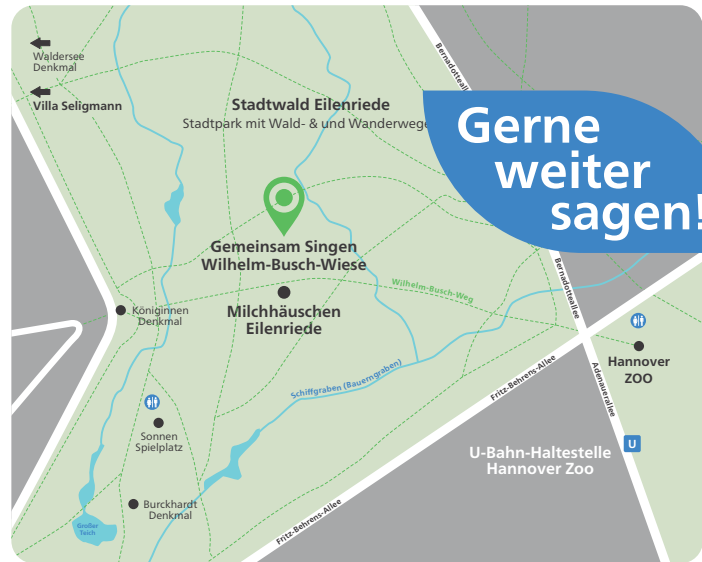 Waldersee
Denkmal
Villa Seligmann
Stadtwald Eilenriede
Stadtpark mit Wald- & und Wanderwege
Bernadotteallee
Gerne
weiter
sagen!
Gemeinsam Singen
Wilhelm-Busch-Wiese
Milchhäuschen
Eilenriede
Wilhelm-Busch-Weg
Bernadotteallee
Königinnen
Denkmal
Hannover
ZOO
Schiffgraben (Bauerngraben)
Fritz-Behrens-Allee
Adenauerallee
Sonnen
Spielplatz
U
U-Bahn-Haltestelle
Hannover Zoo
Burckhardt
Denkmal
Großer
Teich
Fritz-Behrens-Allee